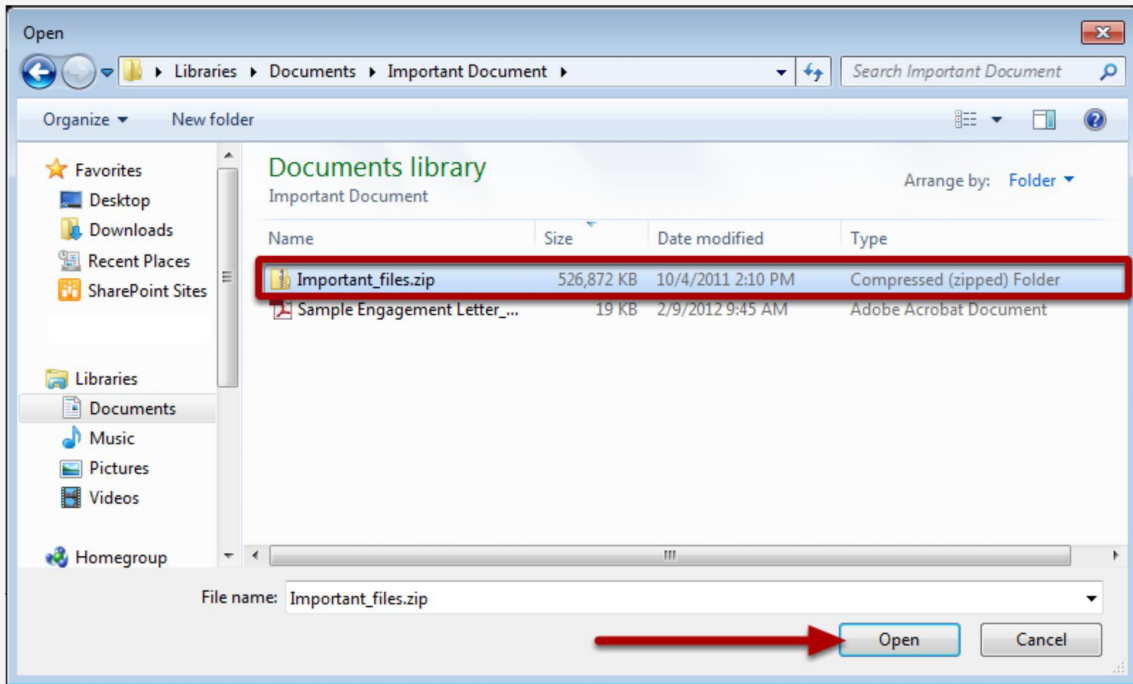 Open
Libraries Documents Important Document
Search Important Document
Organize New folder
Favorites
Desktop
Downloads
Recent Places
SharePoint Sites
Libraries
Documents
Music
Pictures
Videos
Homegroup
Documents library
Important Document
Arrange by: Folder
Name Size Date modified Type
Important_files.zip 526,872 KB 10/4/2011 2:10 PM Compressed (zipped) Folder
Sample Engagement Letter_... 19 KB 2/9/2012 9:45 AM Adobe Acrobat Document
File name: Important_files.zip
Open Cancel